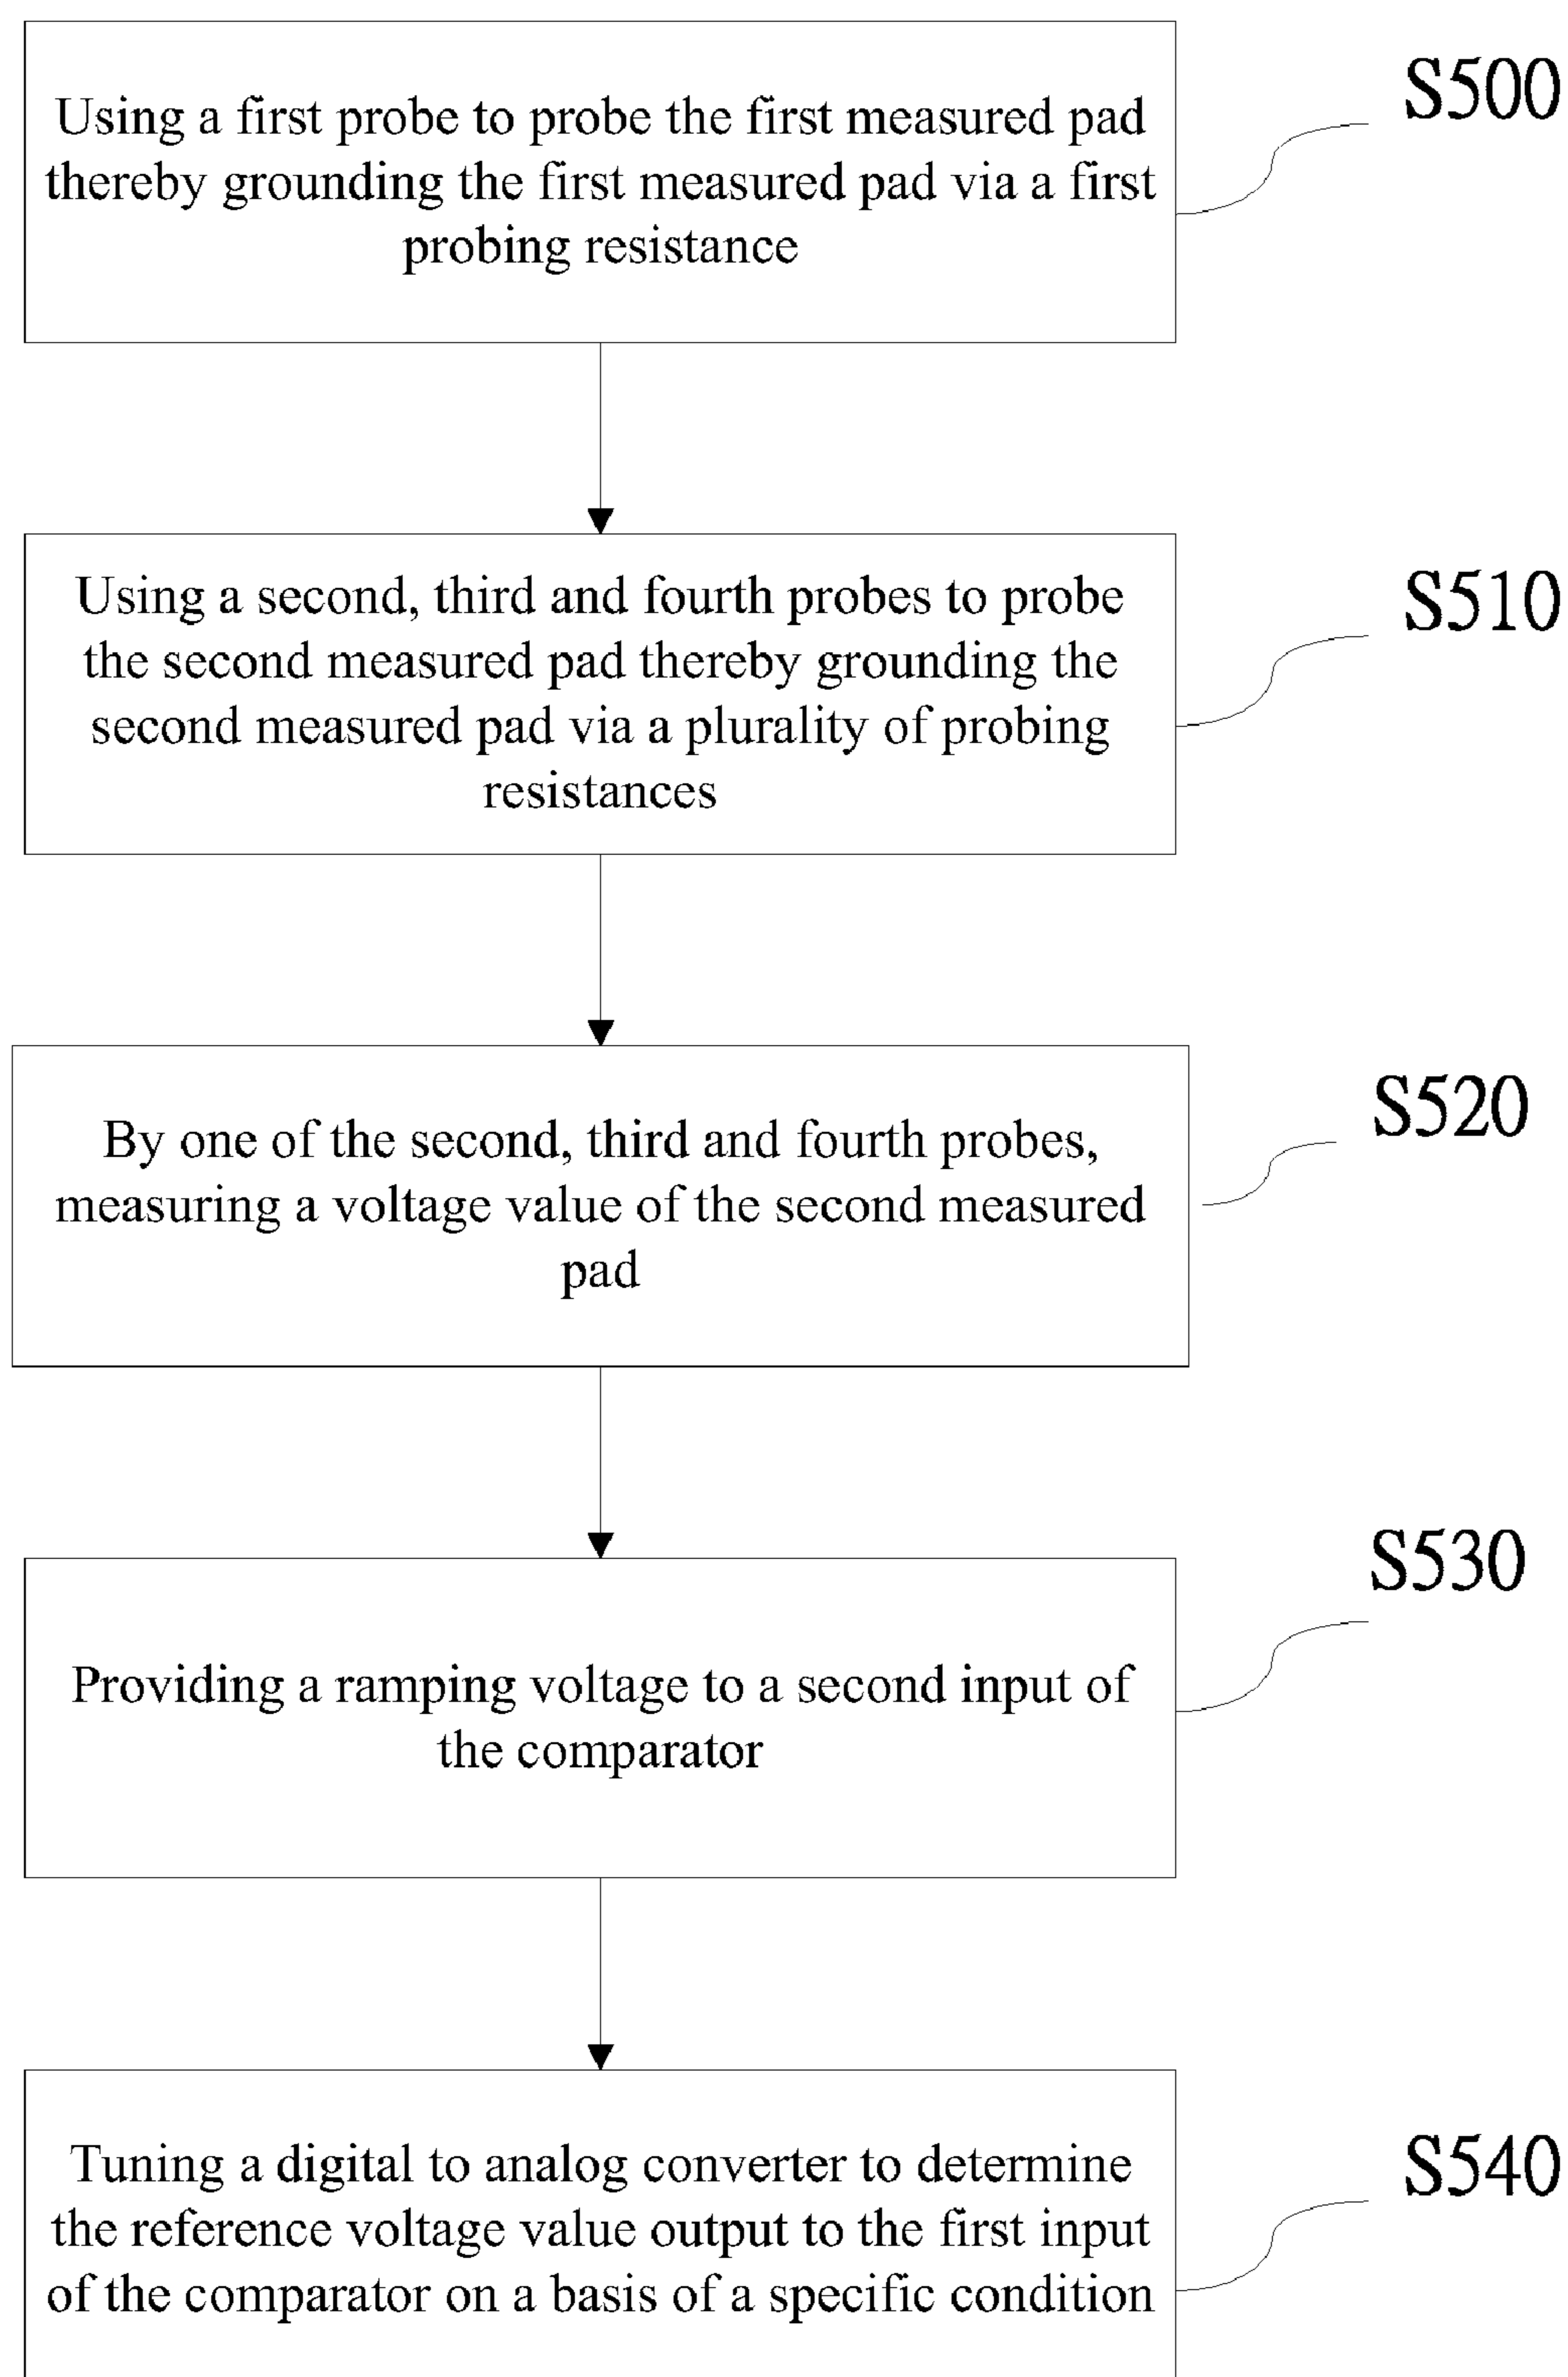 Using a first probe to probe the first measured pad
thereby grounding the first measured pad via a first
probing resistance
S500
Using a second, third and fourth probes to probe
the second measured pad thereby grounding the
second measured pad via a plurality of probing
resistances
S510
By one of the second, third and fourth probes,
measuring a voltage value of the second measured
pad
S520
Providing a ramping voltage to a second input of
the comparator
S530
Tuning a digital to analog converter to determine
the reference voltage value output to the first input
of the comparator on a basis of a specific condition
S540